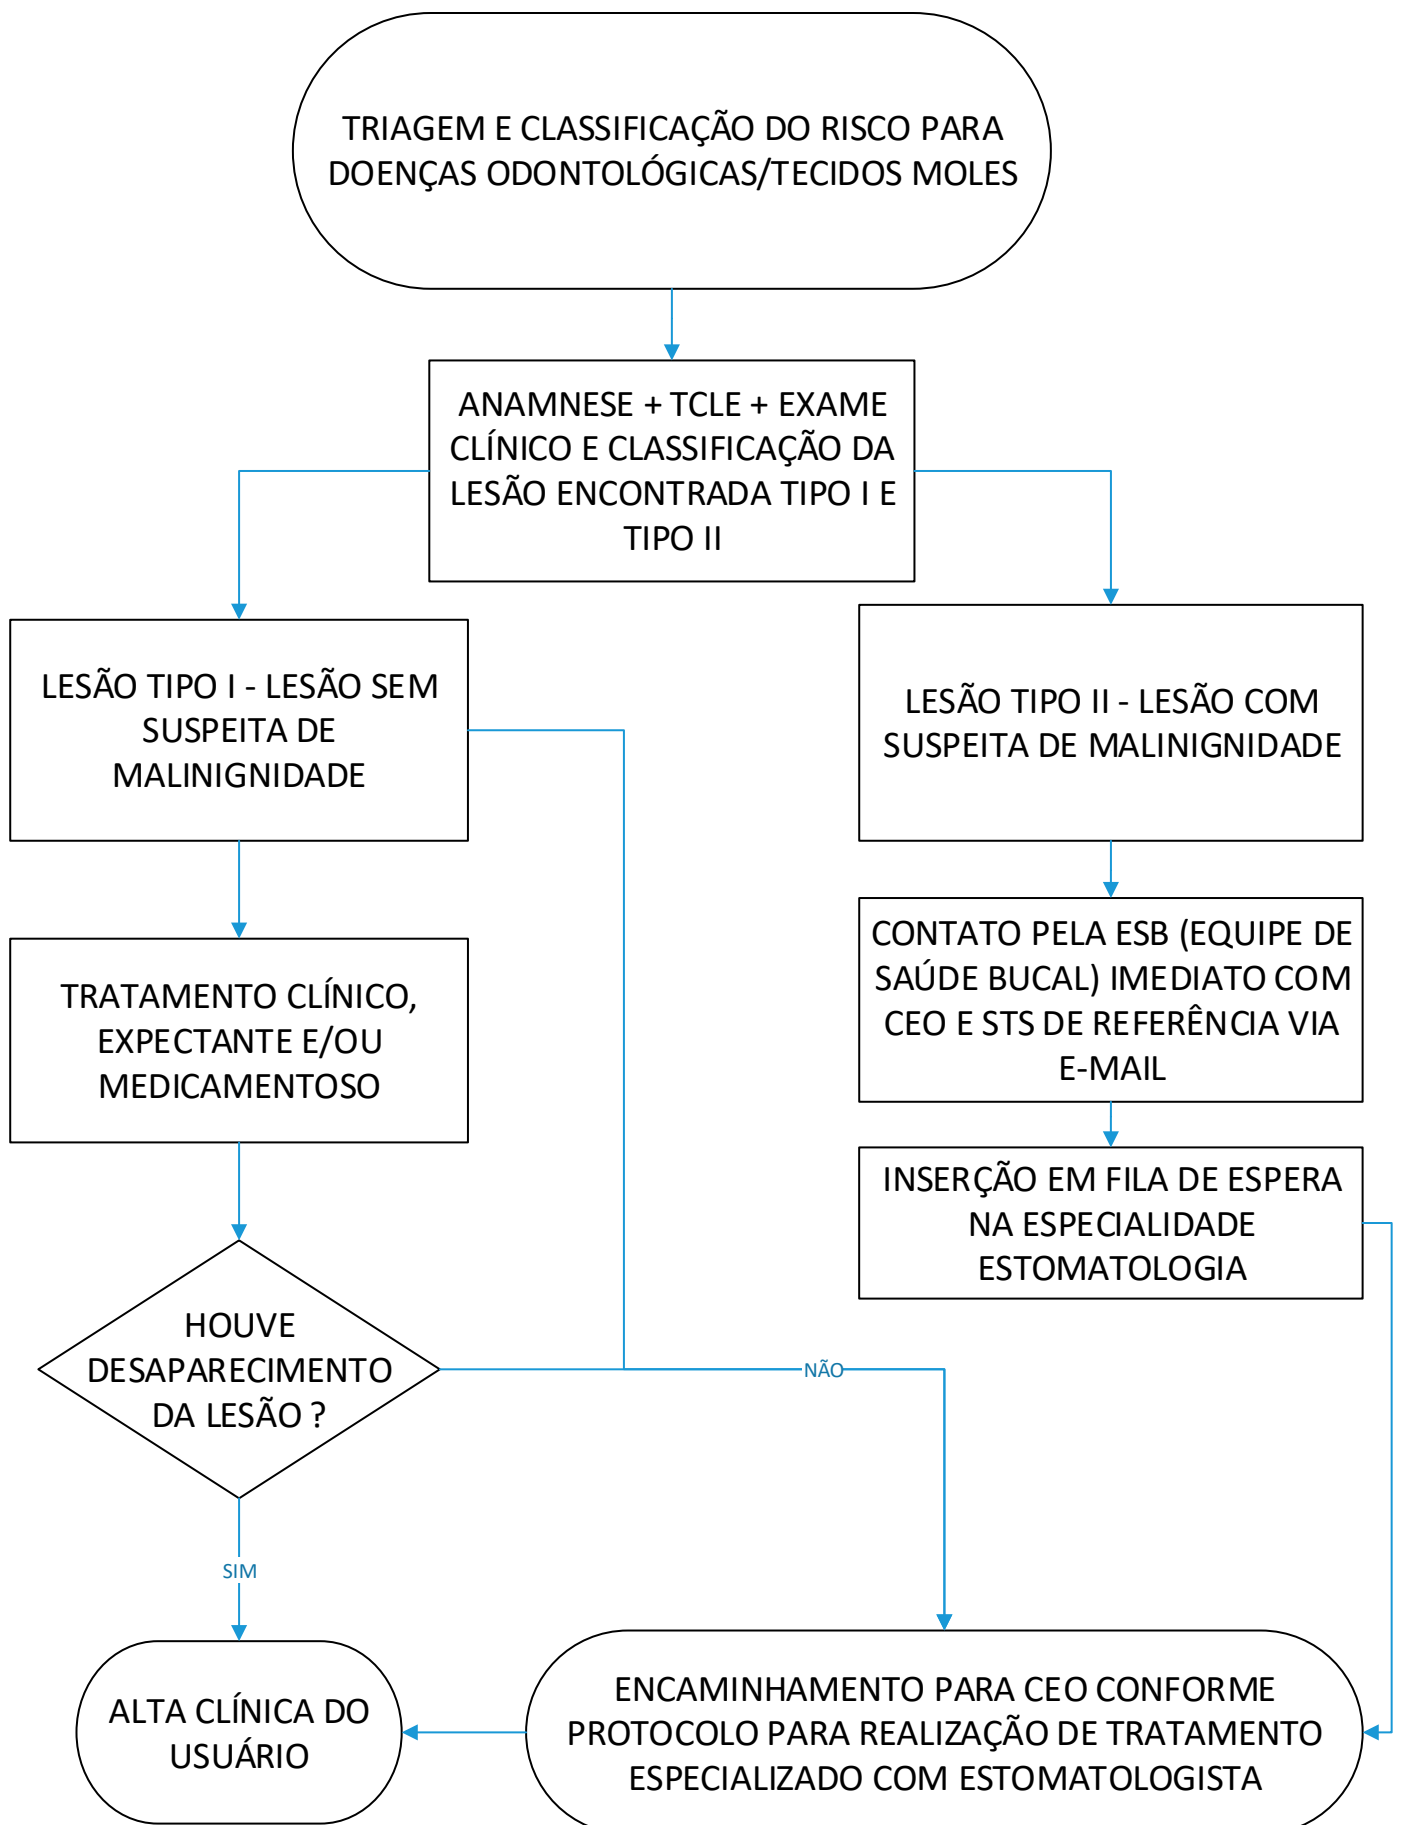 TRIAGEM E CLASSIFICAÇÃO DO RISCO PARA
DOENÇAS ODONTOLÓGICAS/TECIDOS MOLES
ANAMNESE + TCLE + EXAME
CLÍNICO E CLASSIFICAÇÃO DA
LESÃO ENCONTRADA TIPO I E
TIPO II
LESÃO TIPO I - LESÃO SEM
SUSPEITA DE
MALINIGNIDADE
LESÃO TIPO II - LESÃO COM
SUSPEITA DE MALINIGNIDADE
TRATAMENTO CLÍNICO,
EXPECTANTE E/OU
MEDICAMENTOSO
CONTATO PELA ESB (EQUIPE DE
SAÚDE BUCAL) IMEDIATO COM
CEO E STS DE REFERÊNCIA VIA
E-MAIL
INSERÇÃO EM FILA DE ESPERA
NA ESPECIALIDADE
ESTOMATOLOGIA
HOUVE
DESAPARECIMENTO
DA LESÃO ?
NÃO
SIM
ALTA CLÍNICA DO
USUÁRIO
ENCAMINHAMENTO PARA CEO CONFORME
PROTOCOLO PARA REALIZAÇÃO DE TRATAMENTO
ESPECIALIZADO COM ESTOMATOLOGISTA